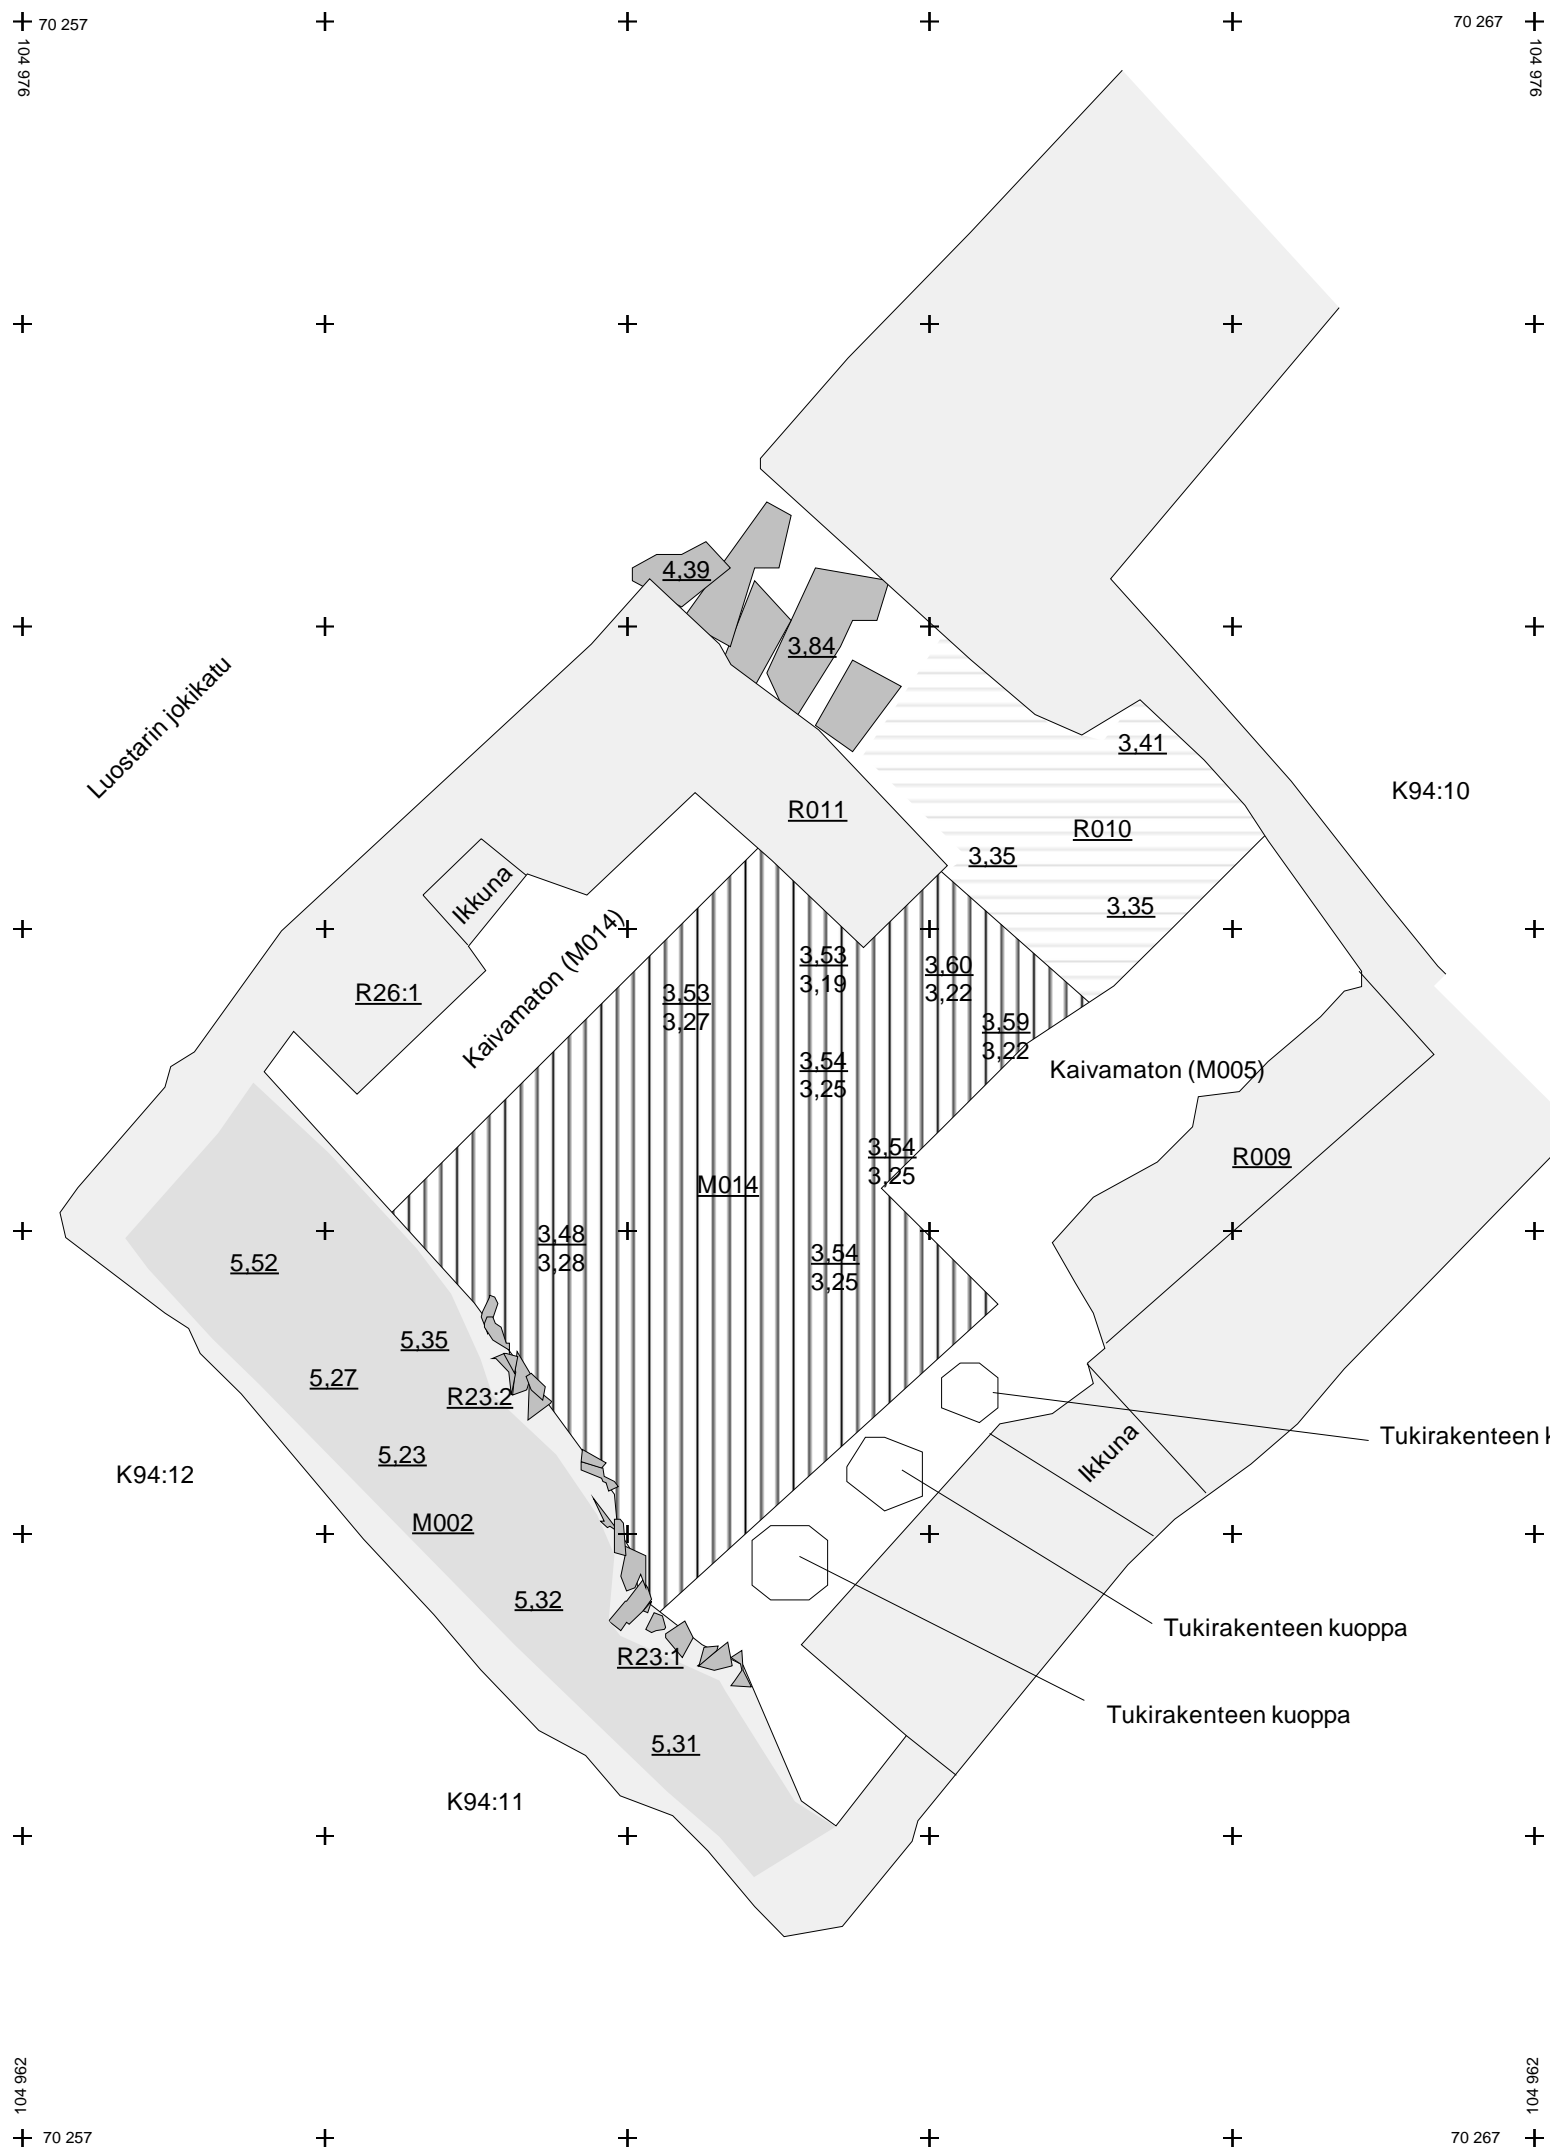 70 257
70 267
104 976
104 976
4,39
3,84
Luostarin jokikatu
3,41
K94:10
R011
R010
3,35
Ikkuna
3,35
Kaivamaton (M014)
R26:1
3,53
3,19
3,60
3,22
3,53
3,27
3,59
3,22
3,54
3,25
Kaivamaton (M005)
3,54
3,25
R009
M014
3,48
3,28
3,54
3,25
5,52
5,35
5,27
R23:2
Tukirakenteen k
Ikkuna
5,23
K94:12
M002
5,32
Tukirakenteen kuoppa
R23:1
Tukirakenteen kuoppa
5,31
K94:11
104 962
104 962
70 257
70 267